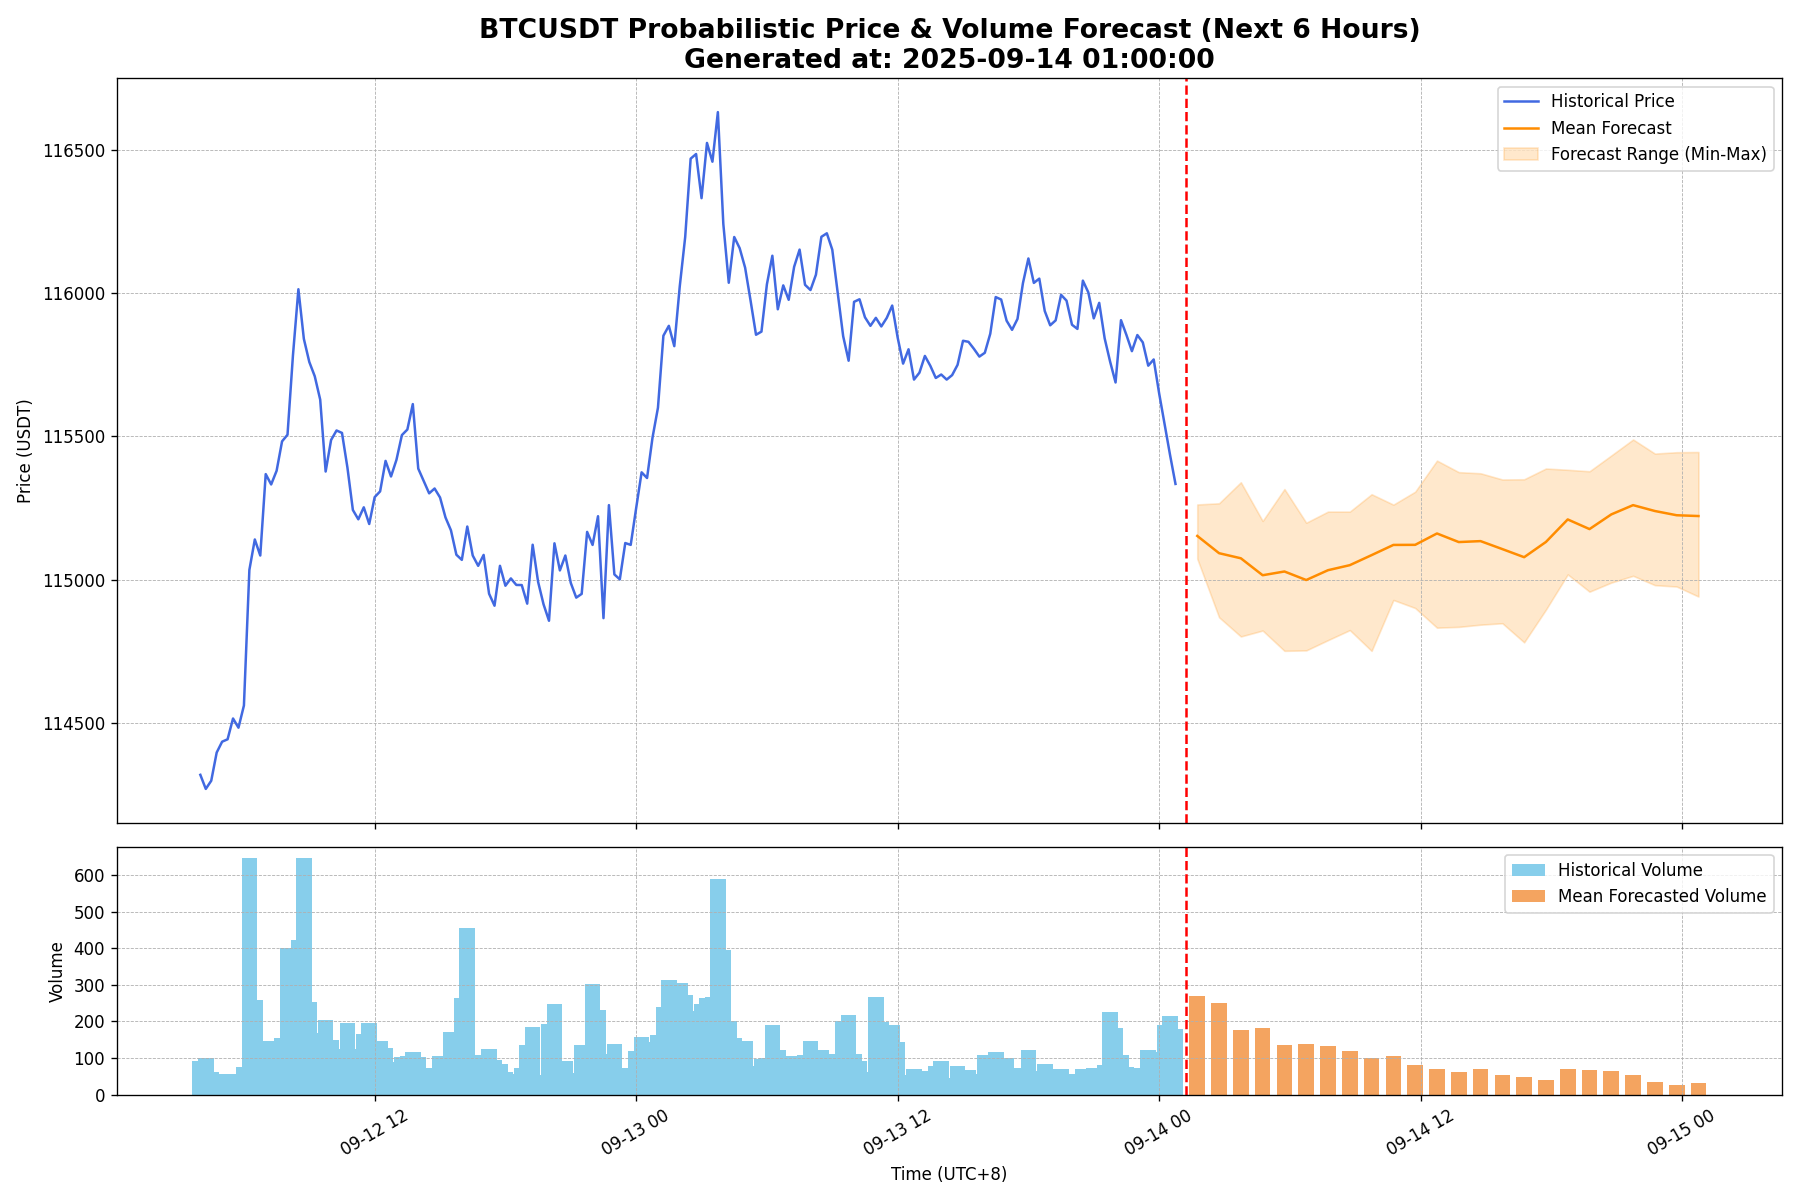 BTCUSDT Probabilistic Price & Volume Forecast (Next 6 Hours)
Generated at: 2025-09-14 01:00:00
Historical Price
Mean Forecast
Forecast Range (Min-Max)
116500
116000
115500
115000
114500
Price (USDT)
Historical Volume
Mean Forecasted Volume
600
500
400
300
200
100
0
Volume
09-12 12
09-13 00
09-13 12
09-14 00
09-14 12
09-15 00
Time (UTC+8)